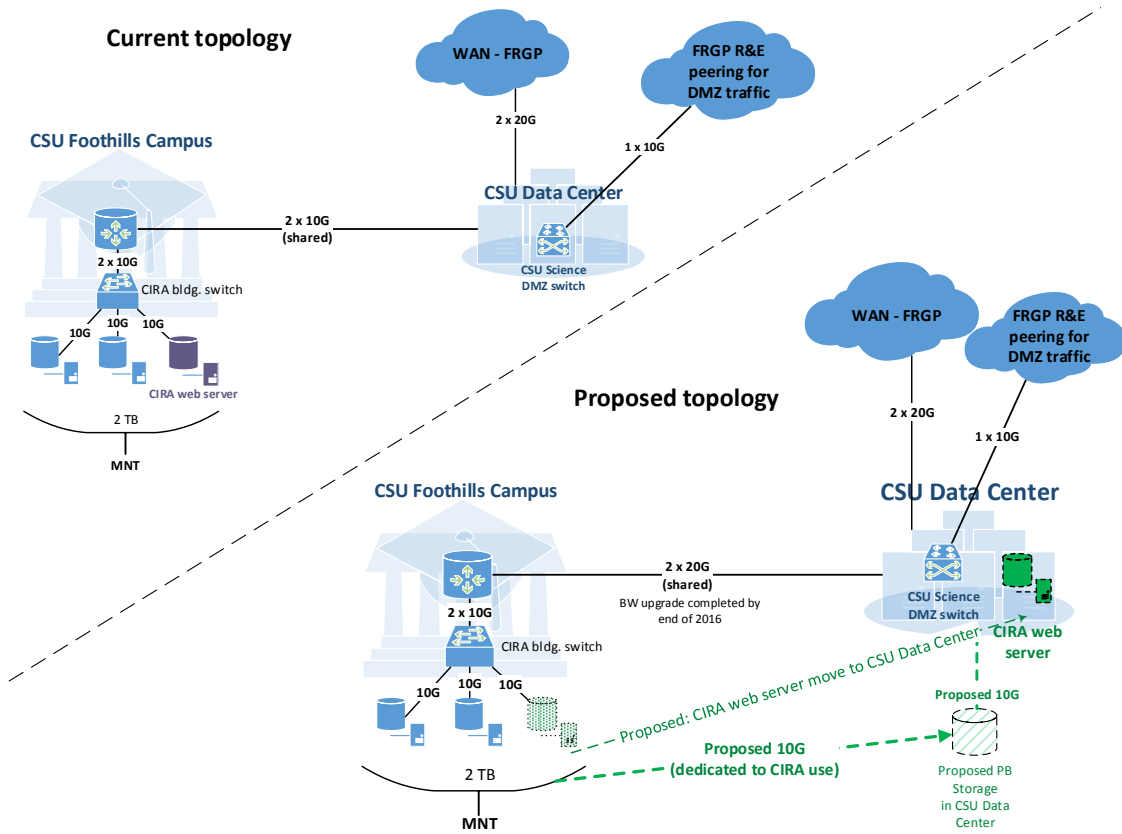 Current topology
WAN - FRGP
FRGP R&E
peering for
DMZ traffic
2 x 20G
1 x 10G
CSU Foothills Campus
CSU Data Center
2 x 10G
(shared)
2 x 10G
CSU Science
DMZ switch
CIRA bldg. switch
10G
10G
10G
CIRA web server
2 TB
MNT
Proposed topology
WAN - FRGP
FRGP R&E
peering for
DMZ traffic
2 x 20G
1 x 10G
CSU Foothills Campus
CSU Data Center
2 x 20G
(shared)
BW upgrade completed by
end of 2016
2 x 10G
CSU Science
DMZ switch
CIRA bldg. switch
CIRA web
server
10G
10G
10G
Proposed: CIRA web server move to CSU Data Center
Proposed 10G
Proposed 10G
(dedicated to CIRA use)
2 TB
MNT
Proposed PB
Storage
in CSU Data
Center